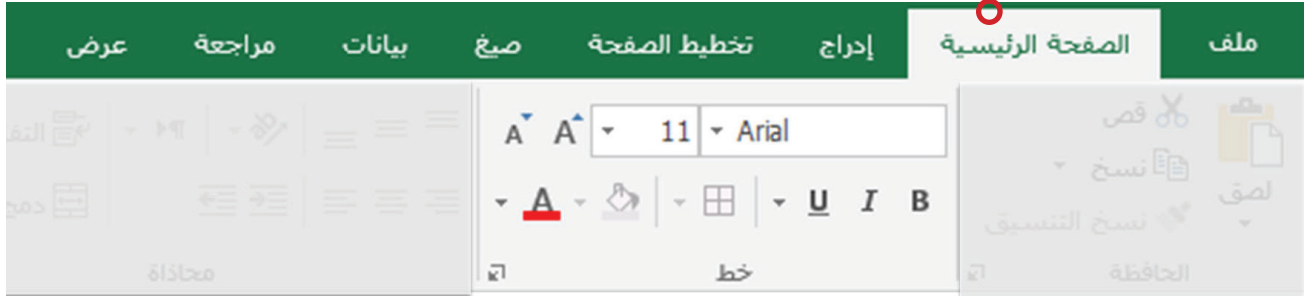 ملف الصفحة الرئيسية إدراج تخطيط الصفحة صيغ بيانات مراجعة عرض
قص
نسخ
نسخ التنسيق
لصق
الحافظة
Arial 11 A A
B I U A
خط
محاذاة
دمج